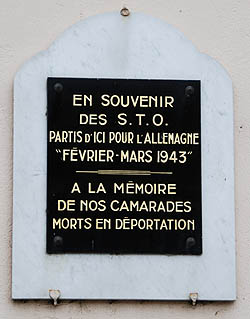 EN SOUVENIR
DES S.T.O.
PARTIS D'ICI POUR L'ALLEMAGNE
"FÉVRIER-MARS 1943"
A LA MÉMOIRE
DE NOS CAMARADES
MORTS EN DÉPORTATION